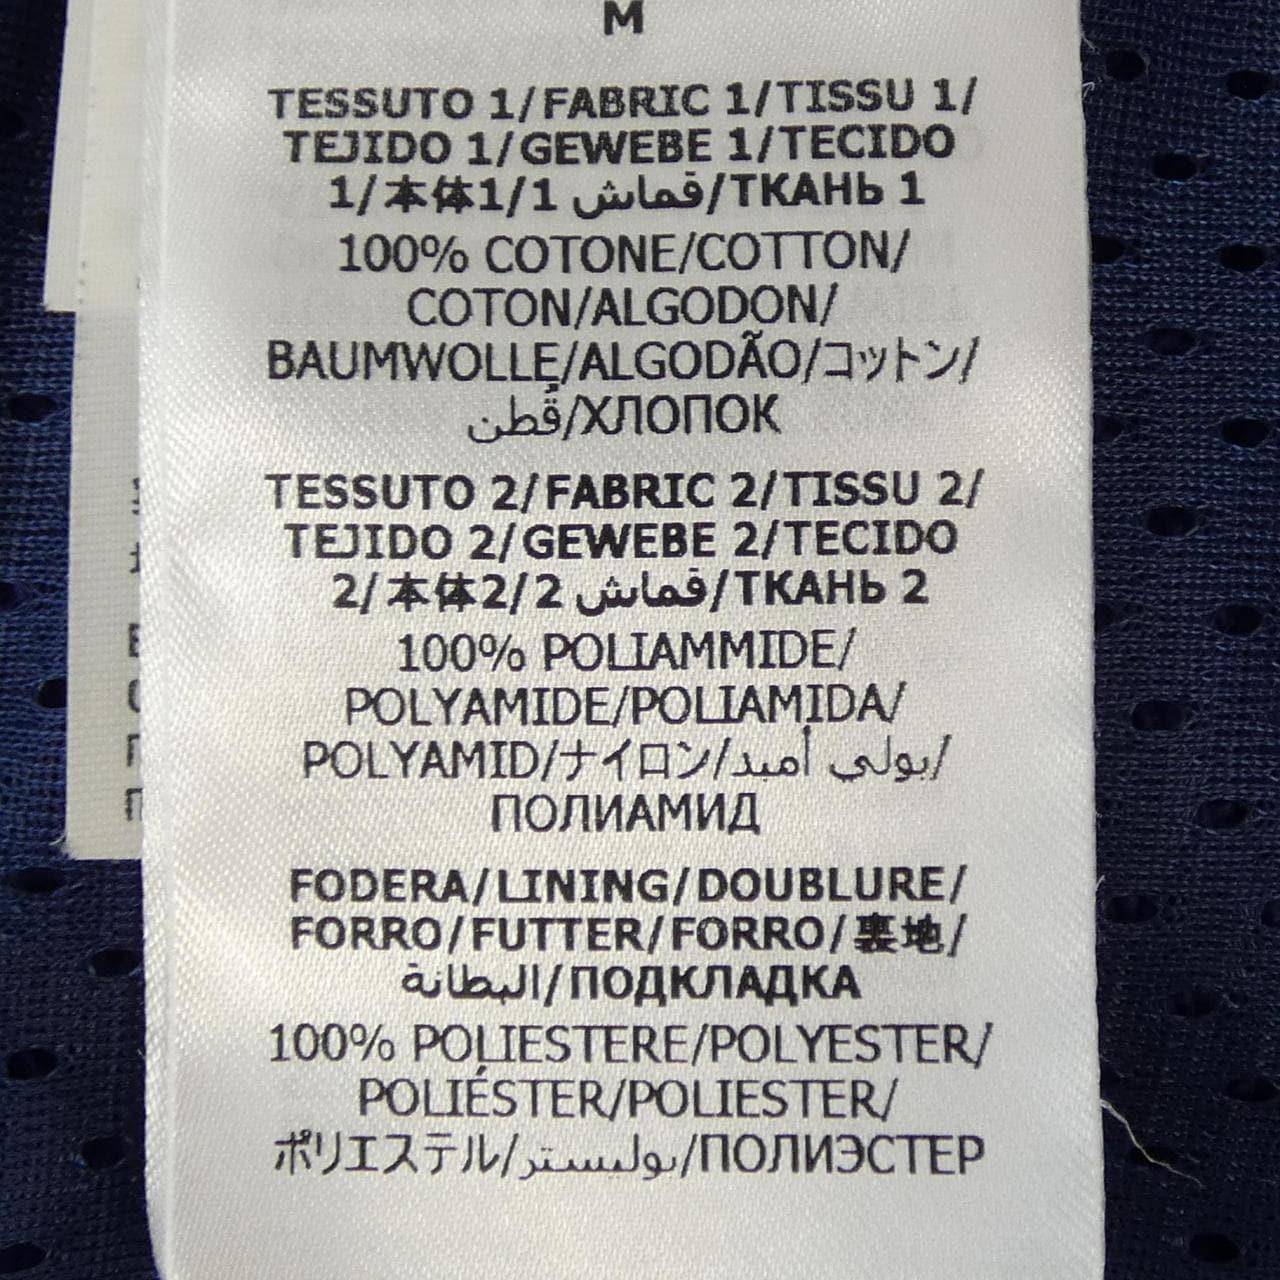 M
TESSUTO 1/FABRIC 1/TISSU 1/
TEJIDO 1/GEWEBE 1/TECIDO
1/本体1/1 قماش/ТКАНЬ 1
100% COTONE/COTTON/
COTON/ALGODON/
BAUMWOLLE/ALGODÃO/コットン/
قُطن/ХЛОПОК
TESSUTO 2/FABRIC 2/TISSU 2/
TEJIDO 2/GEWEBE 2/TECIDO
2/本体2/2 قماش/ТКАНЬ 2
100% POLIAMMIDE/
POLYAMIDE/POLIAMIDA/
POLYAMID/ナイロン/بولي أميد/
ПОЛИАМИД
FODERA/LINING/DOUBLURE/
FORRO/FUTTER/FORRO/裏地/
البطانة/ПОДКЛАДКА
100% POLIESTERE/POLYESTER/
POLIÉSTER/POLIESTER/
ポリエステル/بوليستر/ПОЛИЭСТЕР